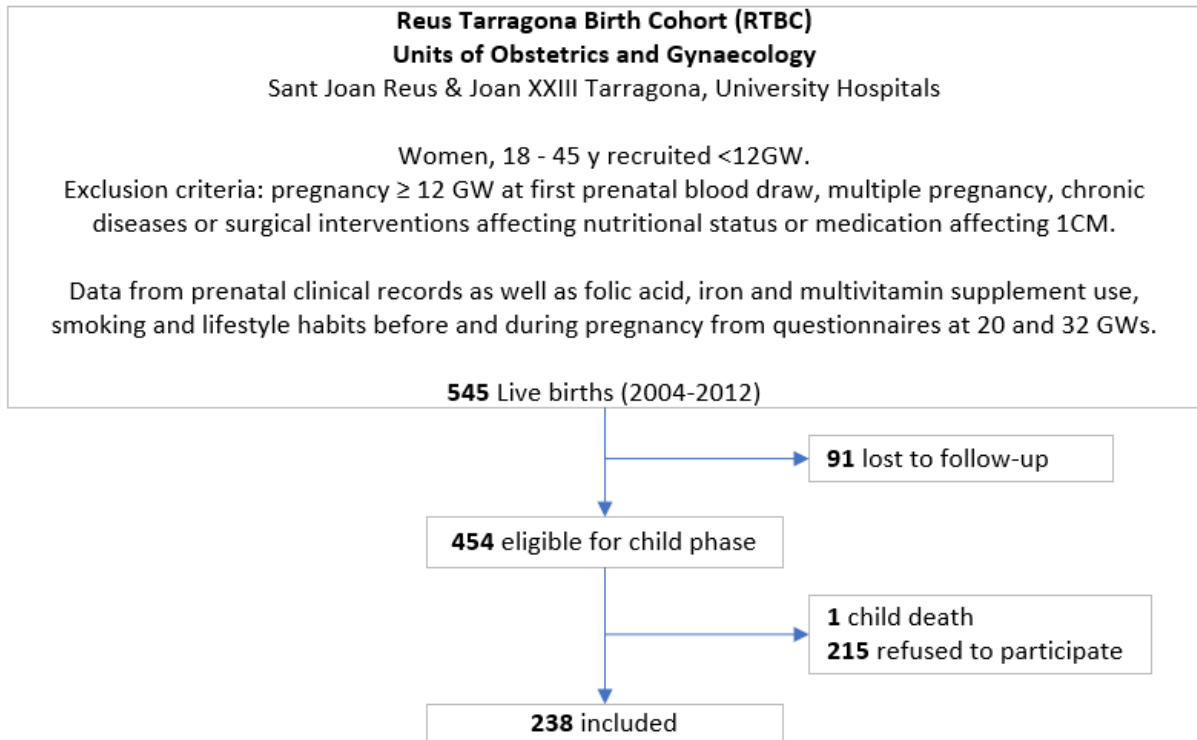 Reus Tarragona Birth Cohort (RTBC)
Units of Obstetrics and Gynaecology
Sant Joan Reus & Joan XXIII Tarragona, University Hospitals
Women, 18 - 45 y recruited <12GW.
Exclusion criteria: pregnancy ≥ 12 GW at first prenatal blood draw, multiple pregnancy, chronic
diseases or surgical interventions affecting nutritional status or medication affecting 1CM.
Data from prenatal clinical records as well as folic acid, iron and multivitamin supplement use,
smoking and lifestyle habits before and during pregnancy from questionnaires at 20 and 32 GWs.
545 Live births (2004-2012)
91 lost to follow-up
454 eligible for child phase
1 child death
215 refused to participate
238 included